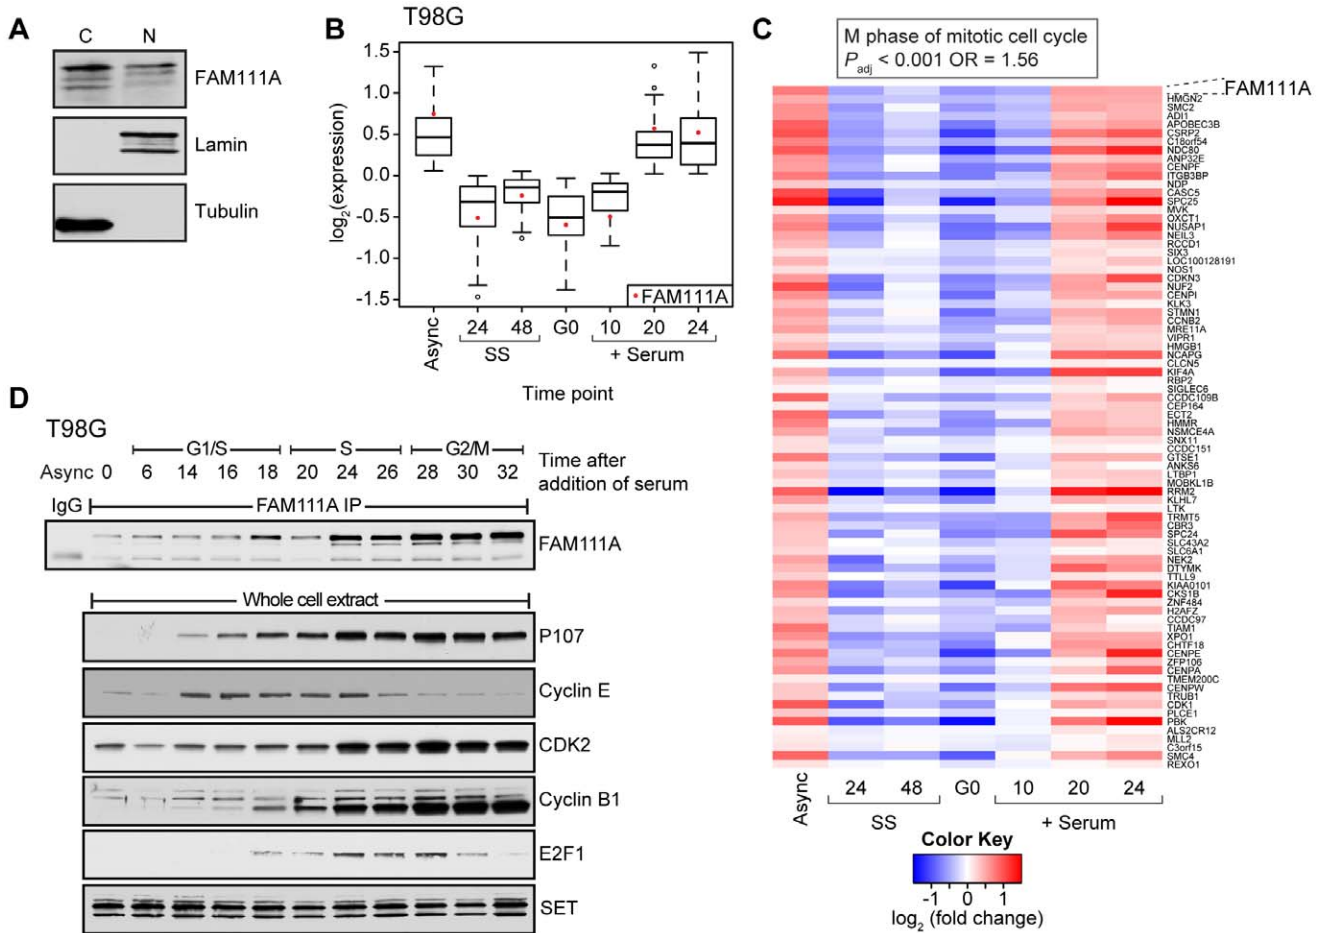 A
C N
FAM111A
Lamin
Tubulin
B
T98G
log2(expression)
1.5
1.0
0.5
0.0
-0.5
-1.0
-1.5
FAM111A
Async 24 48 G0 10 20 24
SS + Serum
Time point
C
M phase of mitotic cell cycle
Padj < 0.001 OR = 1.56
FAM111A
HMGN2
SMC2
ADI1
APOBEC3B
CSRP2
C18orf54
NDC80
ANP32E
CENPF
ITGB3BP
NDP
CASC5
SPC25
MVK
OXCT1
NUSAP1
NEIL3
RCCD1
SIX3
LOC100128191
NOS1
CDKN3
NUF2
CENPI
KLK3
STMN1
CCNB2
MRE11A
VIPR1
HMGB1
NCAPG
CLCN5
KIF4A
RBP2
SIGLEC6
CCDC109B
CEP164
ECT2
HMMR
NSMCE4A
SNX11
CCDC151
GTSE1
ANKS6
LTBP1
MOBKL1B
RRM2
KLHL7
LTK
TRMT5
CBR3
SPC24
SLC43A2
SLC6A1
NEK2
DTYMK
TTLL9
KIAA0101
CKS1B
ZNF484
H2AFZ
CCDC97
TIAM1
XPO1
CHTF18
CENPE
ZFP106
CENPA
TMEM200C
CENPW
TRUB1
CDK1
PLCE1
PBK
ALS2CR12
MLL2
C3orf15
SMC4
REXO1
Async 24 48 G0 10 20 24
SS + Serum
Color Key
-1 0 1
log2 (fold change)
D
T98G
G1/S S G2/M
Async 0 6 14 16 18 20 24 26 28 30 32
Time after
addition of serum
IgG FAM111A IP
FAM111A
Whole cell extract
P107
Cyclin E
CDK2
Cyclin B1
E2F1
SET